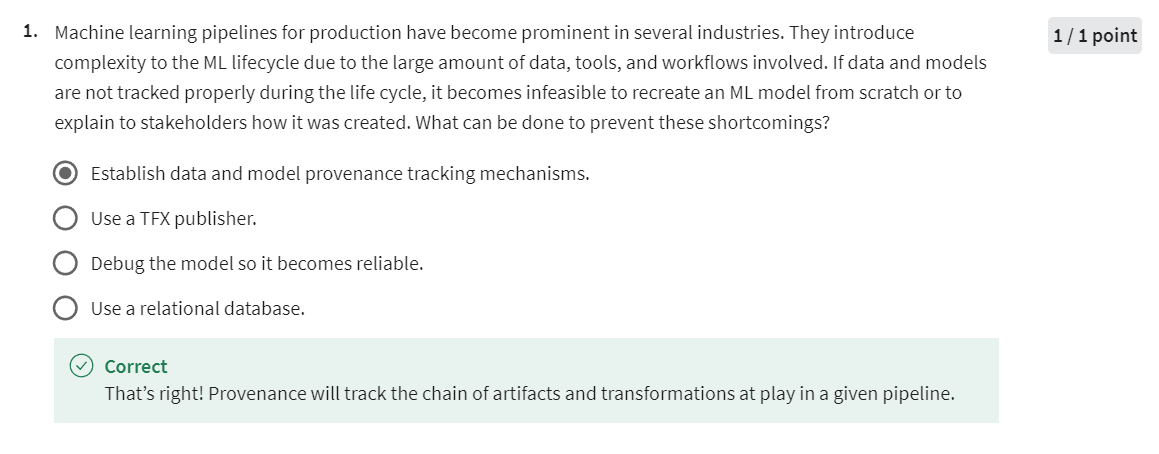 1. Machine learning pipelines for production have become prominent in several industries. They introduce
1 / 1 point
complexity to the ML lifecycle due to the large amount of data, tools, and workflows involved. If data and models
are not tracked properly during the life cycle, it becomes infeasible to recreate an ML model from scratch or to
explain to stakeholders how it was created. What can be done to prevent these shortcomings?
Establish data and model provenance tracking mechanisms.
Use a TFX publisher.
Debug the model so it becomes reliable.
Use a relational database.
Correct
That’s right! Provenance will track the chain of artifacts and transformations at play in a given pipeline.